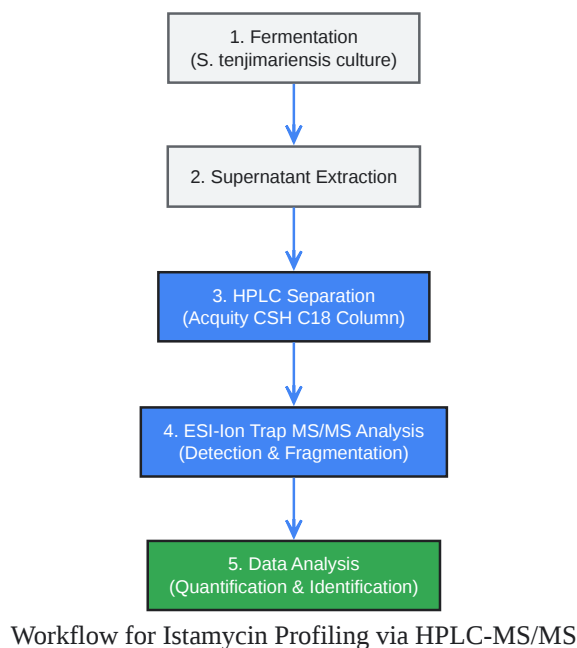 1. Fermentation
(S. tenjimariensis culture)
2. Supernatant Extraction
3. HPLC Separation
(Acquity CSH C18 Column)
4. ESI-Ion Trap MS/MS Analysis
(Detection & Fragmentation)
5. Data Analysis
(Quantification & Identification)
Workflow for Istamycin Profiling via HPLC-MS/MS